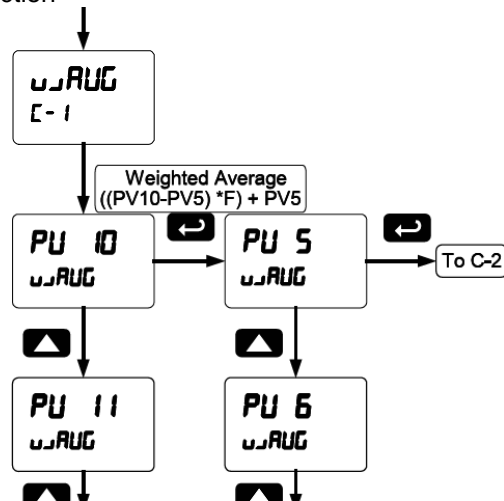 ction
wAVG
C-1
Weighted Average
((PV10-PV5) *F) + PV5
PV 10
wAVG
PV 5
wAVG
To C-2
PV 11
wAVG
PV 6
wAVG